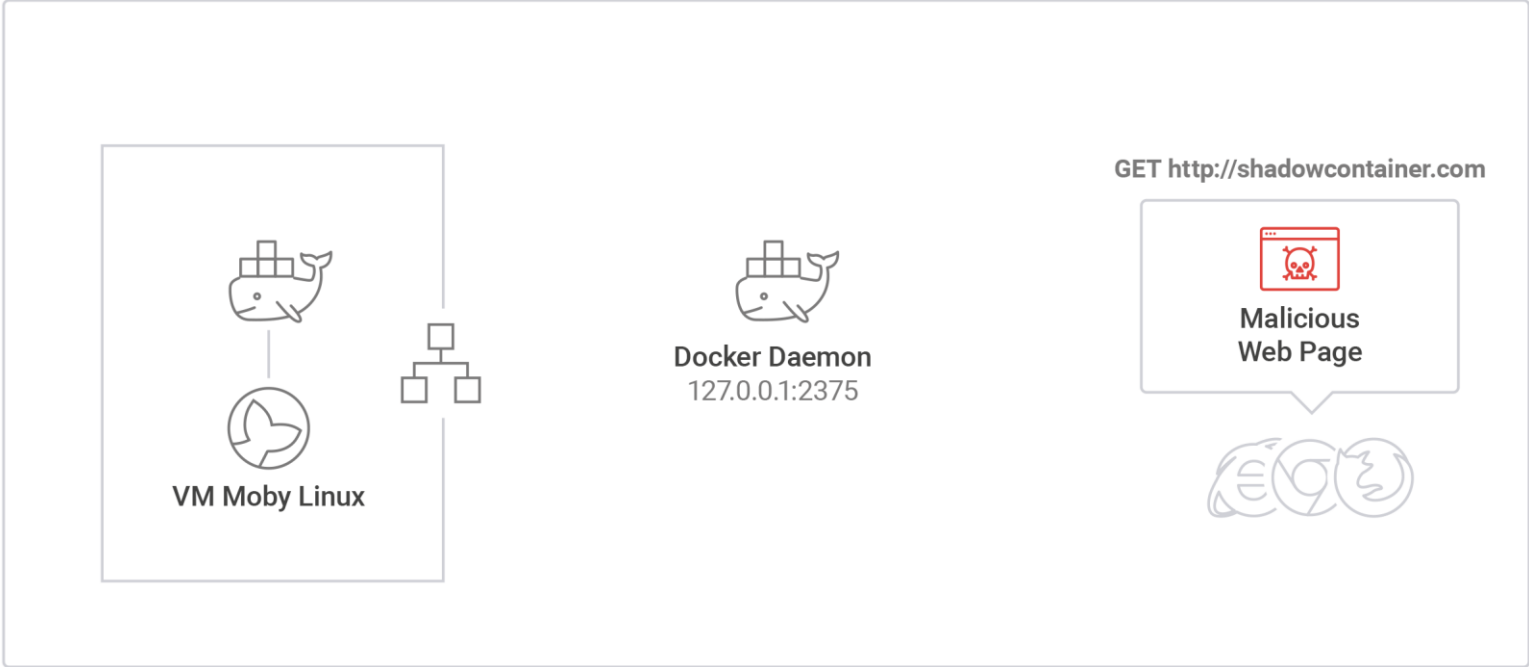 GET http://shadowcontainer.com
Malicious
Web Page
Docker Daemon
127.0.0.1:2375
VM Moby Linux